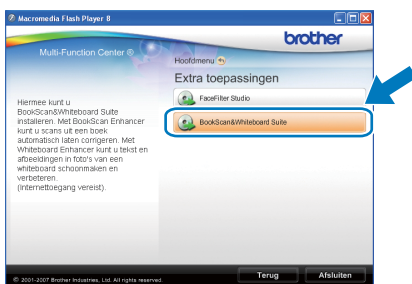 Macromedia Flash Player 8
brother
Multi-Function Center ®
Hoofdmenu
Extra toepassingen
FaceFilter Studio
BookScan&Whiteboard Suite
Hiermee kunt u
BookScan&Whiteboard Suite
installeren. Met BookScan Enhancer
kunt u scans uit een boek
automatisch laten corrigeren. Met
Whiteboard Enhancer kunt u tekst en
afbeeldingen in foto's van een
whiteboard schoonmaken en
verbeteren.
(Internettoegang vereist).
© 2001-2007 Brother Industries, Ltd. All rights reserved.
Terug
Afsluiten